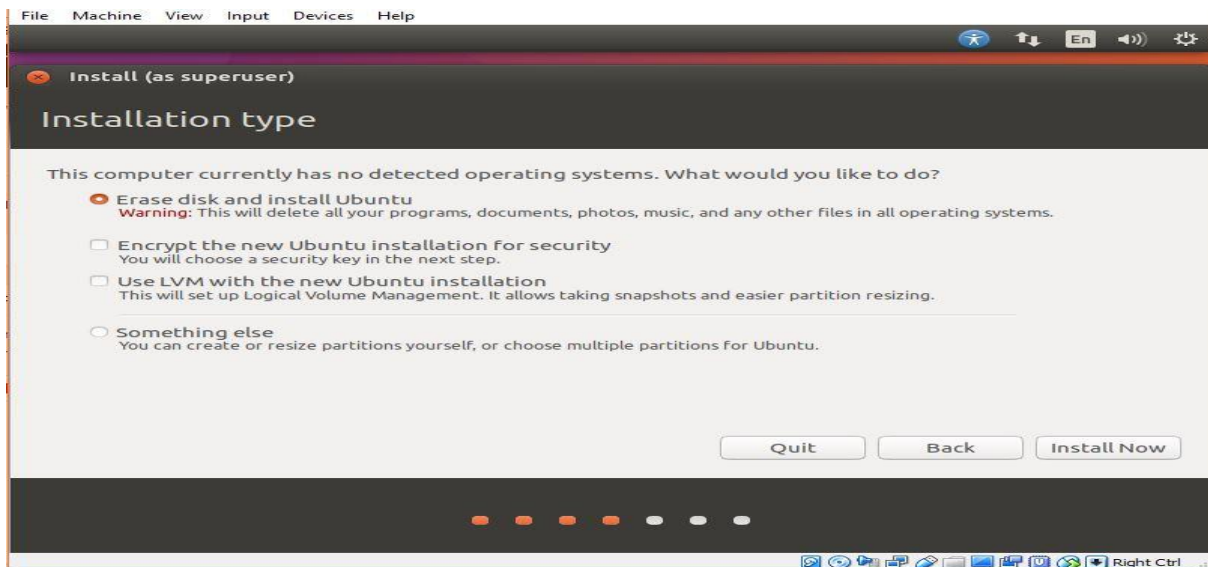 File Machine View Input Devices Help
En
Install (as superuser)
Installation type
This computer currently has no detected operating systems. What would you like to do?
Erase disk and install Ubuntu
Warning: This will delete all your programs, documents, photos, music, and any other files in all operating systems.
Encrypt the new Ubuntu installation for security
You will choose a security key in the next step.
Use LVM with the new Ubuntu installation
This will set up Logical Volume Management. It allows taking snapshots and easier partition resizing.
Something else
You can create or resize partitions yourself, or choose multiple partitions for Ubuntu.
Quit Back Install Now
Right Ctrl